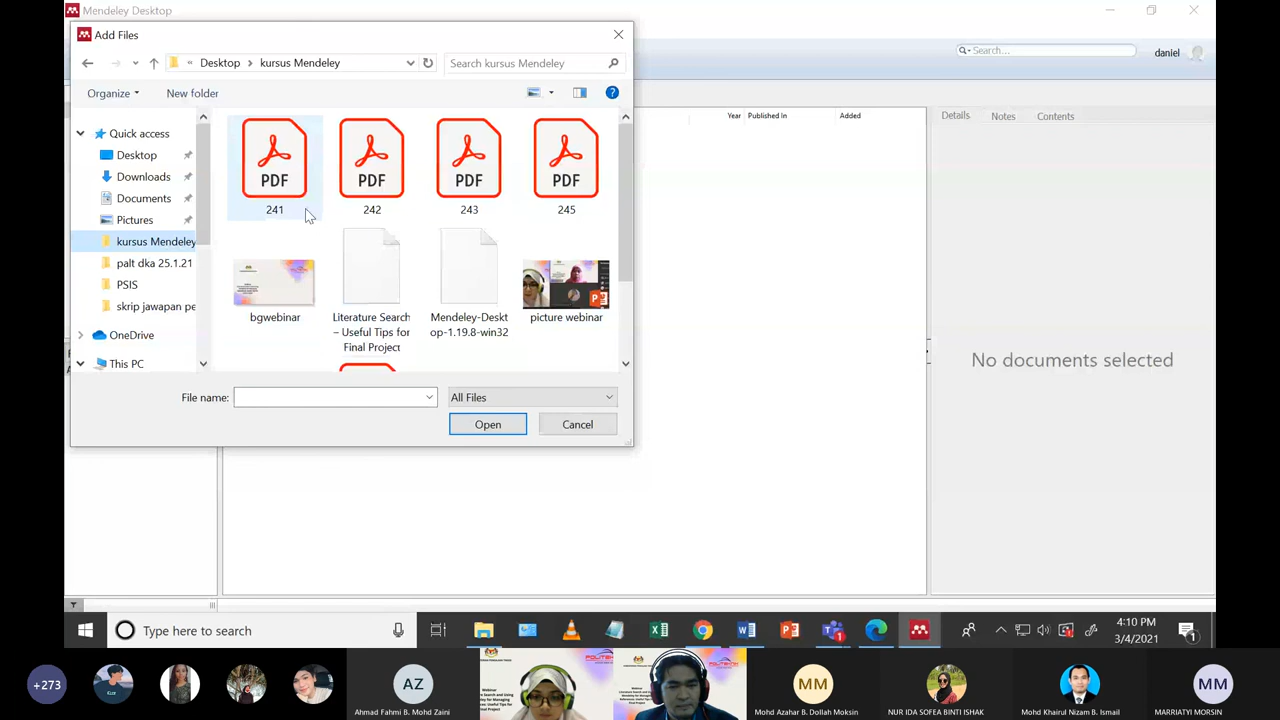 Mendeley Desktop
Add Files
Desktop
kursus Mendeley
Search kursus Mendeley
Search...
daniel
Organize
New folder
Year
Published In
Added
Details
Notes
Contents
Quick access
Desktop
Downloads
Documents
Pictures
kursus Mendeley
palt dka 25.1.21
PSIS
skrip jawapan pe
OneDrive
This PC
PDF
PDF
PDF
PDF
241
242
243
245
bgwebinar
Literature Search
– Useful Tips for
Final Project
Mendeley-Deskt
op-1.19.8-win32
picture webinar
File name:
All Files
Open
Cancel
No documents selected
Type here to search
4:10 PM
3/4/2021
1
+273
AZ
Ahmad Fahmi B. Mohd Zaini
Webinar
MM
Mohd Azahar B. Dollah Moksin
NUR IDA SOFEA BINTI ISHAK
Mohd Khairul Nizam B. Ismail
MM
MARRIATYI MORSIN